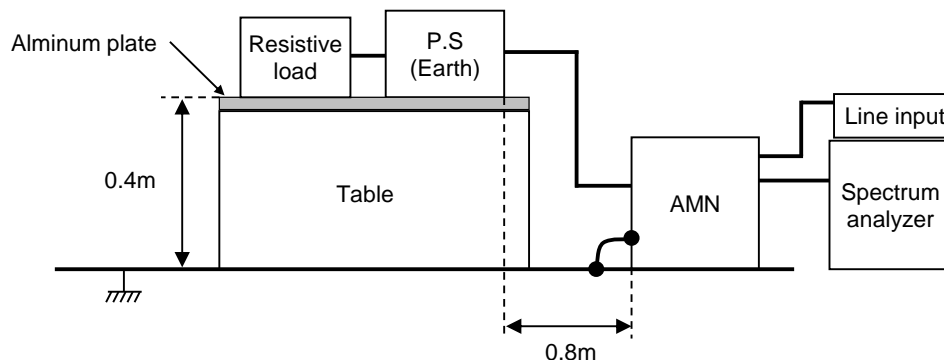 Alminum plate
Resistive
load
P.S
(Earth)
Line input
0.4m
Table
AMN
Spectrum
analyzer
0.8m